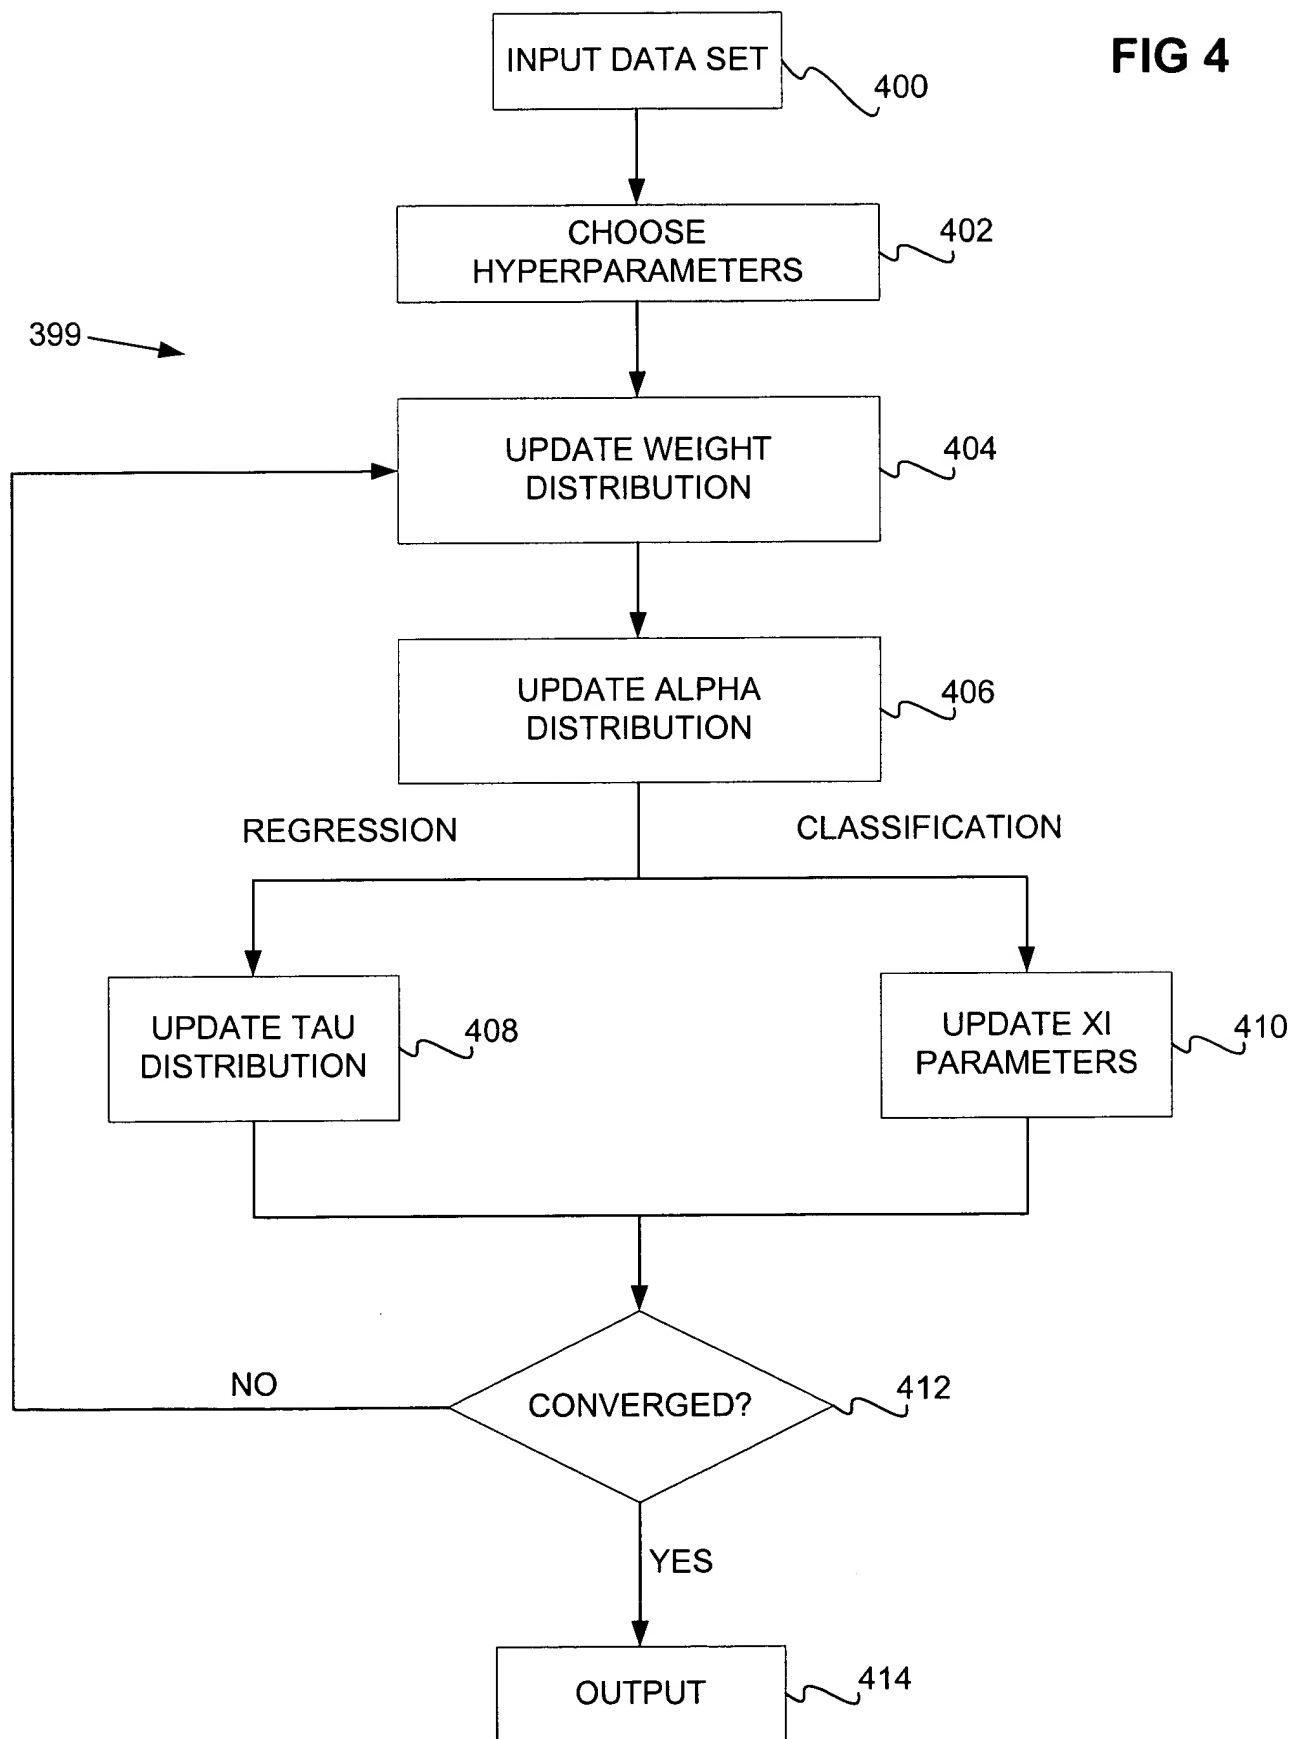 FIG 4
INPUT DATA SET
400
CHOOSE
HYPERPARAMETERS
402
399
UPDATE WEIGHT
DISTRIBUTION
404
UPDATE ALPHA
DISTRIBUTION
406
REGRESSION
CLASSIFICATION
UPDATE TAU
DISTRIBUTION
408
UPDATE XI
PARAMETERS
410
NO
CONVERGED?
412
YES
OUTPUT
414